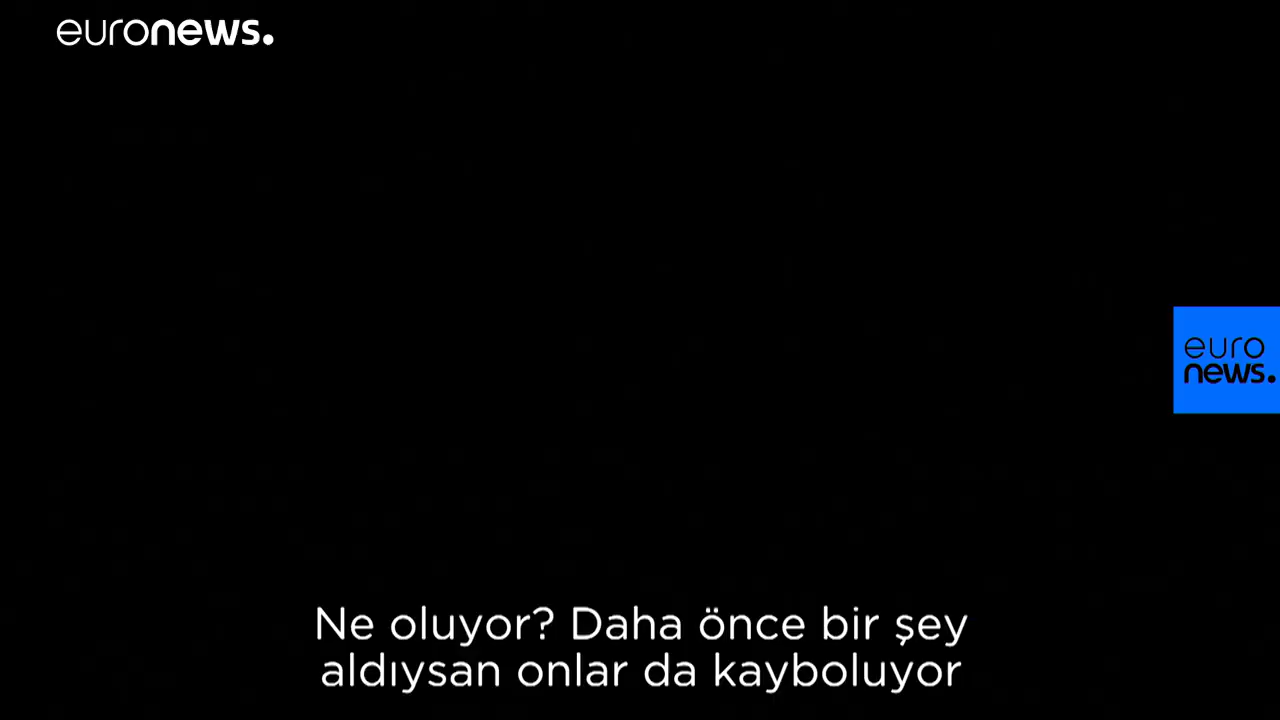 euronews.
euro
news.
Ne oluyor? Daha önce bir şey
aldıysan onlar da kayboluyor